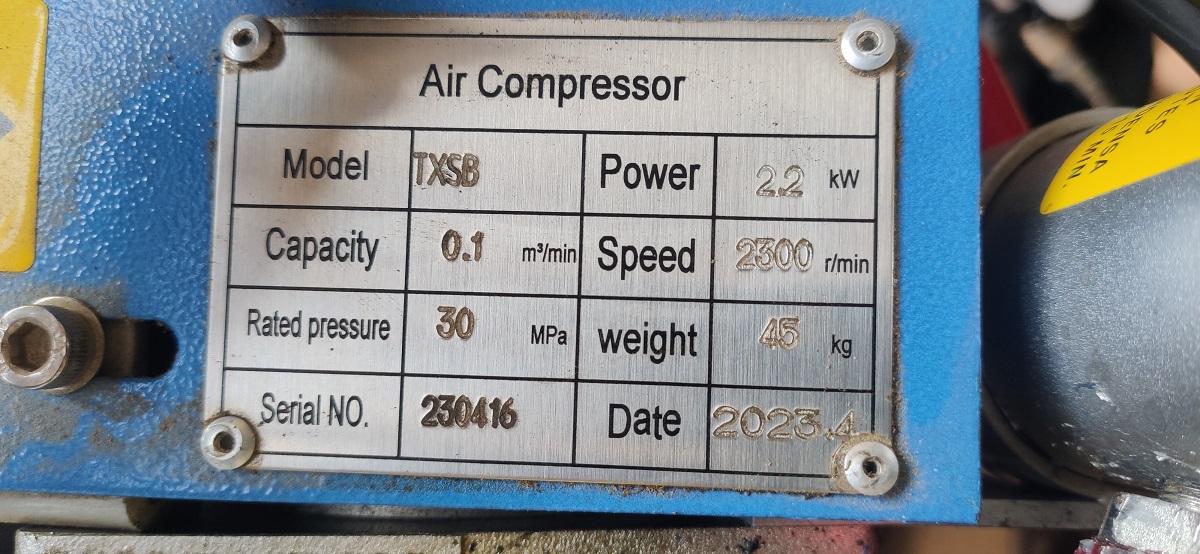 Air Compressor
Model TXSB Power 2.2 kW
Capacity 0.1 m³/min Speed 2300 r/min
Rated pressure 30 MPa weight 45 kg
Serial NO. 230416 Date 2023.4
MIN.